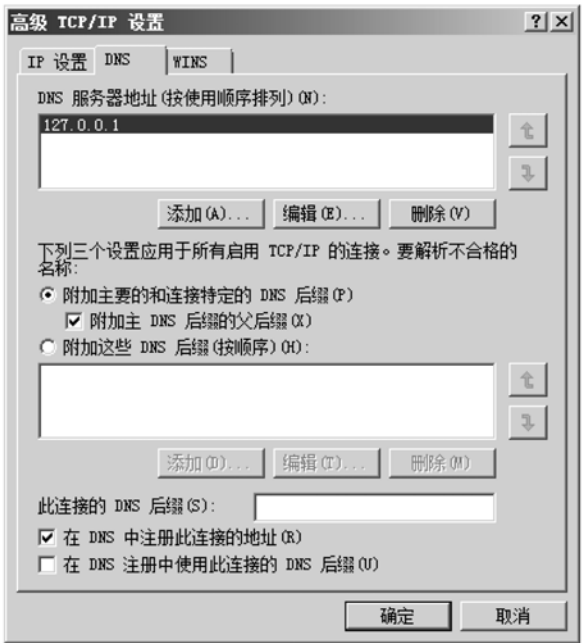 高级 TCP/IP 设置
IP 设置 DNS WINS
DNS 服务器地址(按使用顺序排列)(N):
127.0.0.1
添加(A)... 编辑(E)... 删除(V)
下列三个设置应用于所有启用 TCP/IP 的连接。要解析不合格的
名称:
附加主要的和连接特定的 DNS 后缀(P)
附加主 DNS 后缀的父后缀(X)
附加这些 DNS 后缀(按顺序)(H):
添加(D)... 编辑(T)... 删除(M)
此连接的 DNS 后缀(S):
在 DNS 中注册此连接的地址(R)
在 DNS 注册中使用此连接的 DNS 后缀(U)
确定 取消